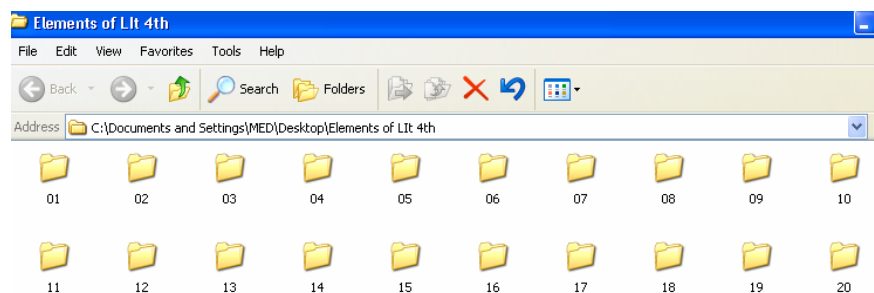 Elements of LIt 4th
File Edit View Favorites Tools Help
Back Search Folders
Address C:\Documents and Settings\MED\Desktop\Elements of LIt 4th
01 02 03 04 05 06 07 08 09 10
11 12 13 14 15 16 17 18 19 20